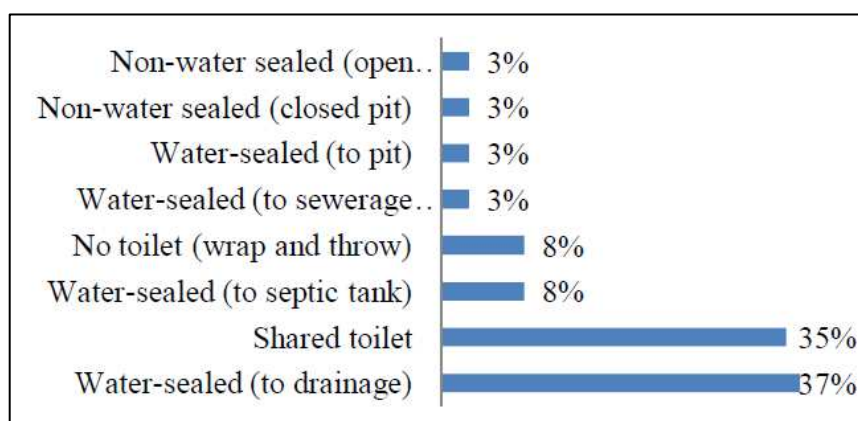 Non-water sealed (open.. 3%
Non-water sealed (closed pit) 3%
Water-sealed (to pit) 3%
Water-sealed (to sewerage.. 3%
No toilet (wrap and throw) 8%
Water-sealed (to septic tank) 8%
Shared toilet 35%
Water-sealed (to drainage) 37%